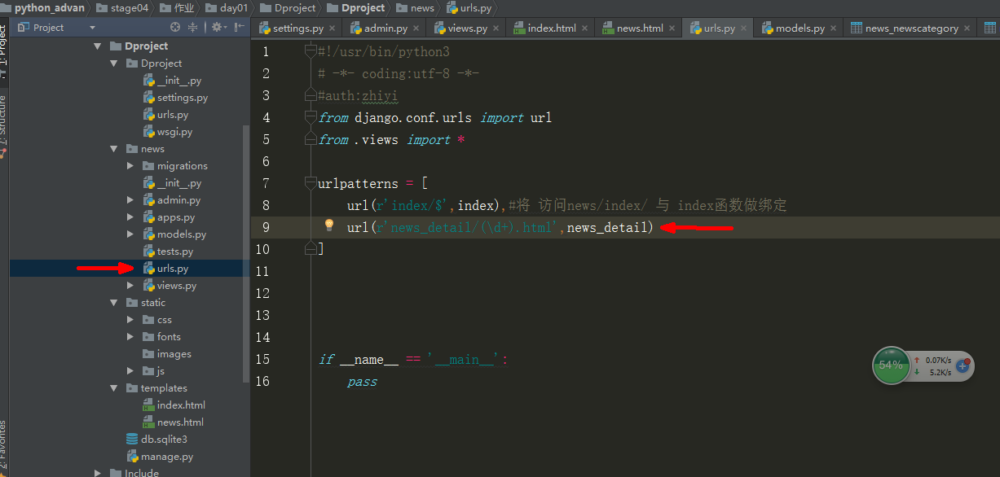 python_advan stage04 作业 day01 Dproject Dproject news urls.py
Project
settings.py admin.py views.py index.html news.html urls.py models.py news_newscategory
1: Project
7: Structure
2: Favorites
Dproject
Dproject
__init__.py
settings.py
urls.py
wsgi.py
news
migrations
__init__.py
admin.py
apps.py
models.py
tests.py
urls.py
views.py
static
css
fonts
images
js
templates
index.html
news.html
db.sqlite3
manage.py
Include
1 #!/usr/bin/python3
2 # -*- coding:utf-8 -*-
3 #auth:zhiyi
4 from django.conf.urls import url
5 from .views import *
6
7 urlpatterns = [
8 url(r'index/$',index),#将 访问news/index/ 与 index函数做绑定
9 url(r'news_detail/(\d+).html',news_detail)
10 ]
11
12
13
14
15 if __name__ == '__main__':
16 pass
54%
0.07K/s
5.2K/s